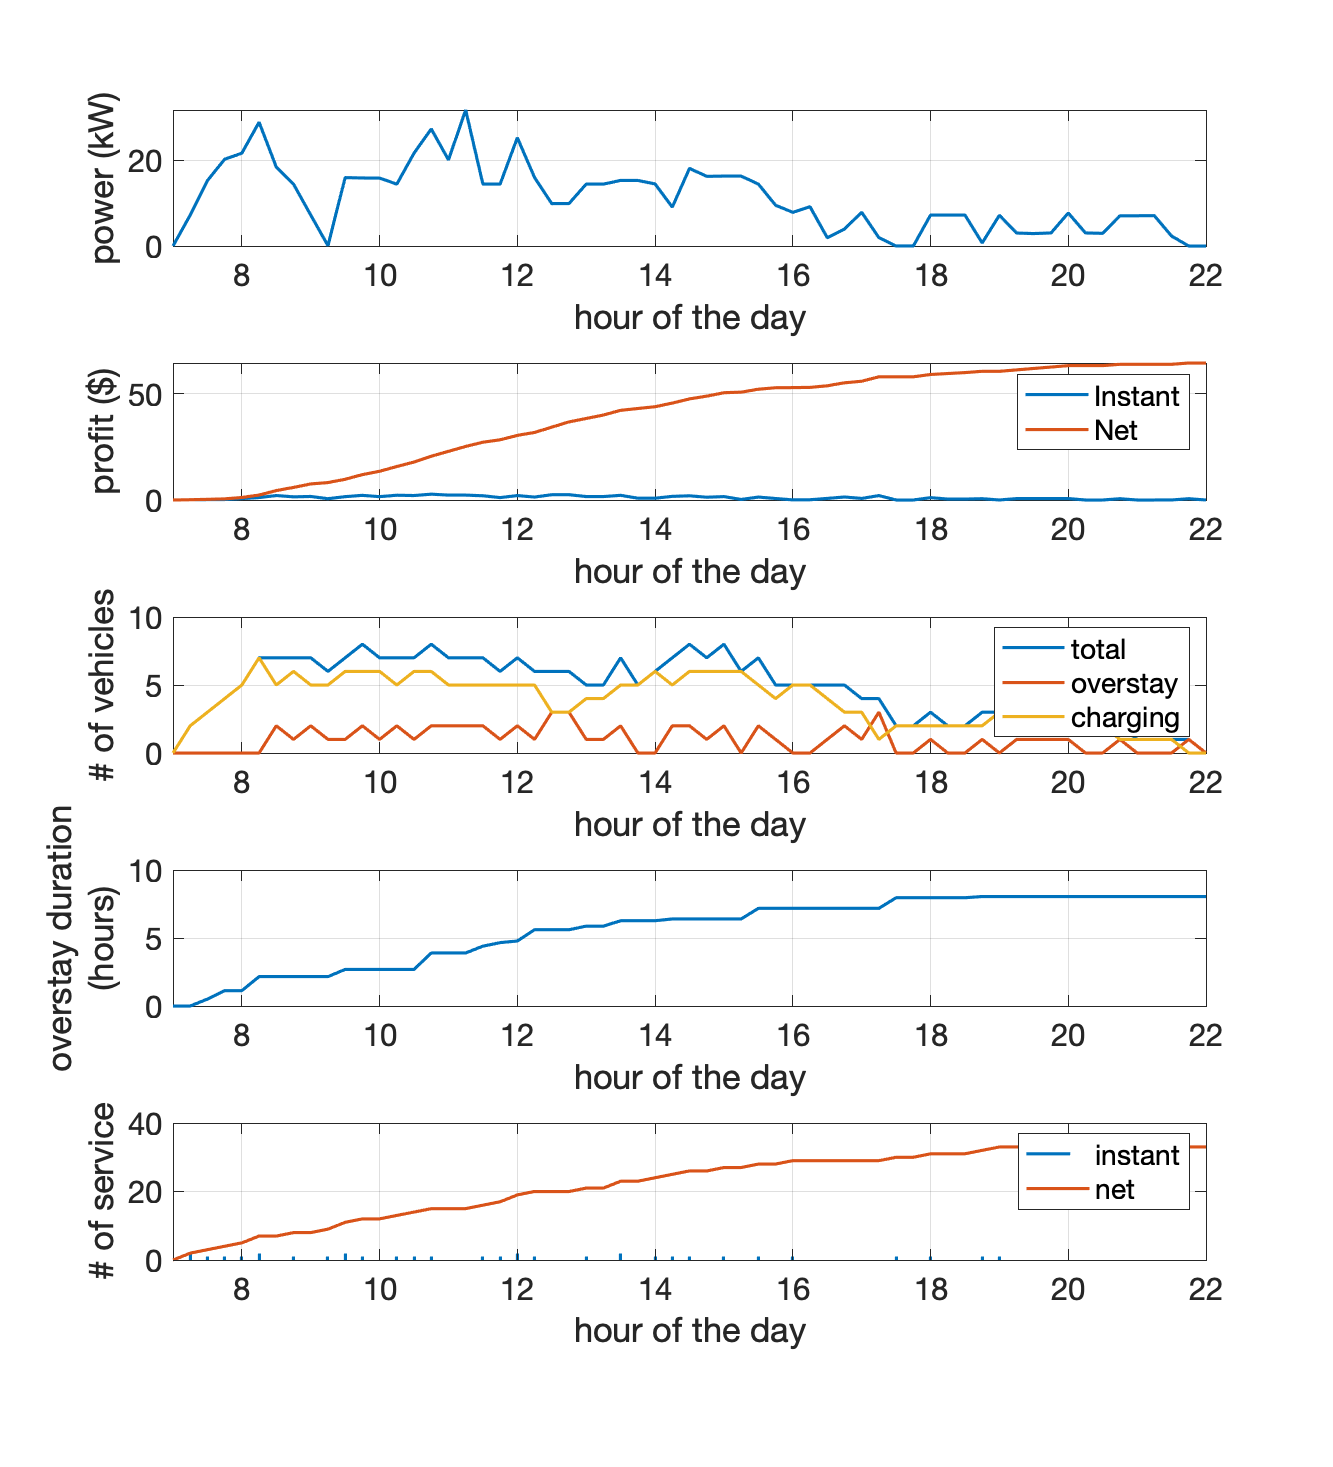 power (kW)
20
0
8 10 12 14 16 18 20 22
hour of the day
profit ($)
50
0
Instant
Net
8 10 12 14 16 18 20 22
hour of the day
# of vehicles
10
5
0
total
overstay
charging
8 10 12 14 16 18 20 22
hour of the day
overstay duration
(hours)
10
5
0
8 10 12 14 16 18 20 22
hour of the day
# of service
40
20
0
instant
net
8 10 12 14 16 18 20 22
hour of the day